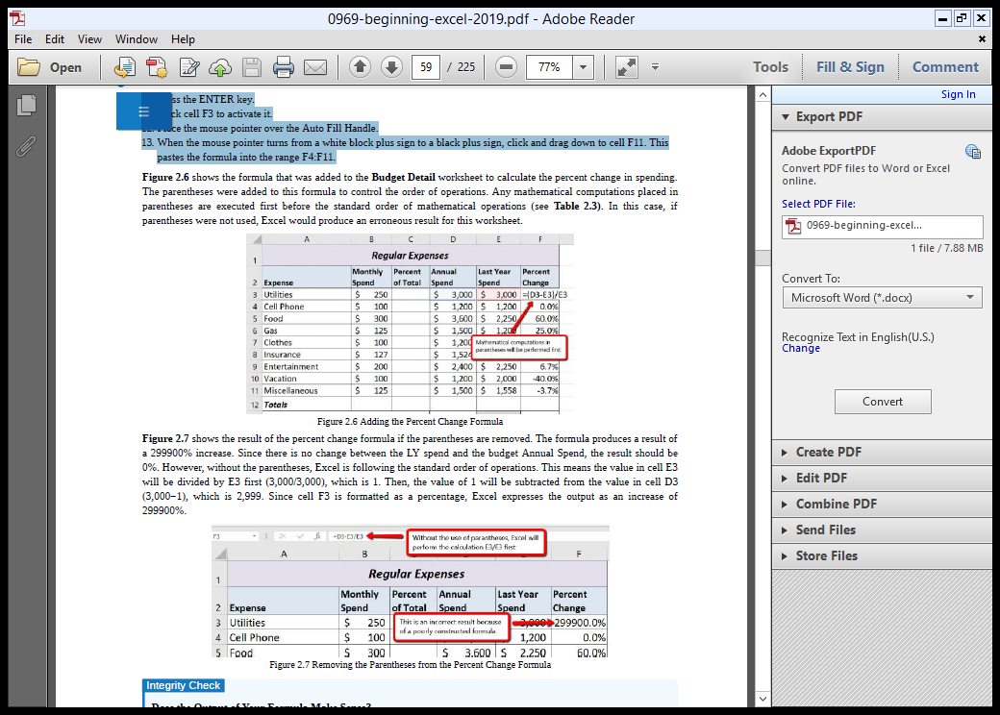 0969-beginning-excel-2019.pdf - Adobe Reader
File Edit View Window Help
Open 59 / 225 77% Tools Fill & Sign Comment
the ENTER key.
cell F3 to activate it.
the mouse pointer over the Auto Fill Handle.
13. When the mouse pointer turns from a white block plus sign to a black plus sign, click and drag down to cell F11. This
pastes the formula into the range F4:F11.
Figure 2.6 shows the formula that was added to the Budget Detail worksheet to calculate the percent change in spending.
The parentheses were added to this formula to control the order of operations. Any mathematical computations placed in
parentheses are executed first before the standard order of mathematical operations (see Table 2.3). In this case, if
parentheses were not used, Excel would produce an erroneous result for this worksheet.
A B C D E F
1 Regular Expenses
Monthly Percent Annual Last Year Percent
2 Expense Spend of Total Spend Spend Change
3 Utilities $ 250 $ 3,000 $ 3,000 =(D3-E3)/E3
4 Cell Phone $ 100 $ 1,200 $ 1,200 0.0%
5 Food $ 300 $ 3,600 $ 2,250 60.0%
6 Gas $ 125 $ 1,500 $ 1,200 25.0%
7 Clothes $ 100 $ 1,200
Mathematical computations in
parantheses will be performed first
8 Insurance $ 127 $ 1,524
9 Entertainment $ 200 $ 2,400 $ 2,250 6.7%
10 Vacation $ 100 $ 1,200 $ 2,000 -40.0%
11 Miscellaneous $ 125 $ 1,500 $ 1,558 -3.7%
12 Totals
Figure 2.6 Adding the Percent Change Formula
Figure 2.7 shows the result of the percent change formula if the parentheses are removed. The formula produces a result of
a 299900% increase. Since there is no change between the LY spend and the budget Annual Spend, the result should be
0%. However, without the parentheses, Excel is following the standard order of operations. This means the value in cell E3
will be divided by E3 first (3,000/3,000), which is 1. Then, the value of 1 will be subtracted from the value in cell D3
(3,000−1), which is 2,999. Since cell F3 is formatted as a percentage, Excel expresses the output as an increase of
299900%.
F3 =D3-E3/E3
Without the use of parantheses, Excel will
perform the calculation E3/E3 first
A B F
1 Regular Expenses
Monthly Percent Annual Last Year Percent
2 Expense Spend of Total Spend Spend Change
3 Utilities $ 250 3,000 299900.0%
This is an incorrect result because
of a poorly constructed formula
4 Cell Phone $ 100 1,200 0.0%
5 Food $ 300 $ 3,600 $ 2,250 60.0%
Figure 2.7 Removing the Parentheses from the Percent Change Formula
Integrity Check
Does the Output of Your Formula Make Sense?
Sign In
Export PDF
Adobe ExportPDF
Convert PDF files to Word or Excel
online.
Select PDF File:
0969-beginning-excel...
1 file / 7.88 MB
Convert To:
Microsoft Word (*.docx)
Recognize Text in English(U.S.)
Change
Convert
Create PDF
Edit PDF
Combine PDF
Send Files
Store Files